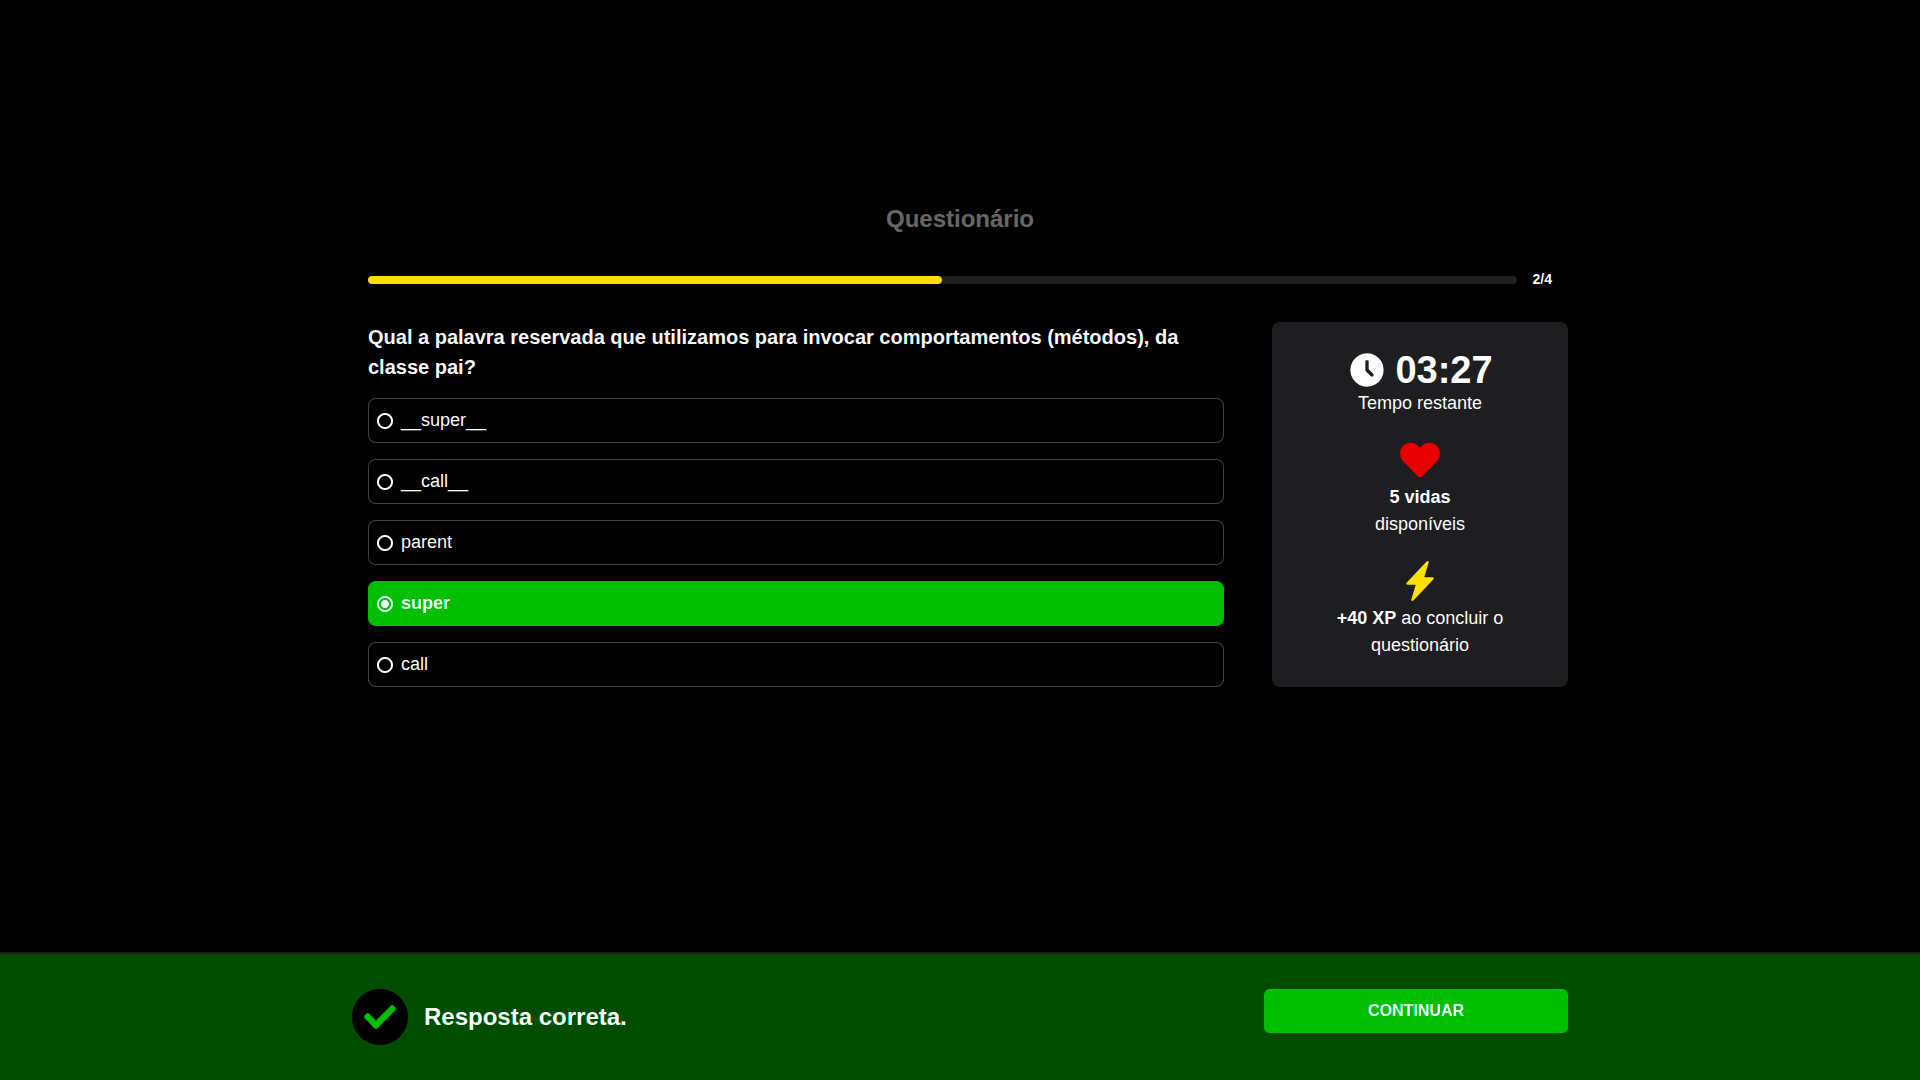 Questionário
2/4
Qual a palavra reservada que utilizamos para invocar comportamentos (métodos), da
classe pai?
__super__
__call__
parent
super
call
03:27
Tempo restante
5 vidas
disponíveis
+40 XP ao concluir o
questionário
Resposta correta.
CONTINUAR